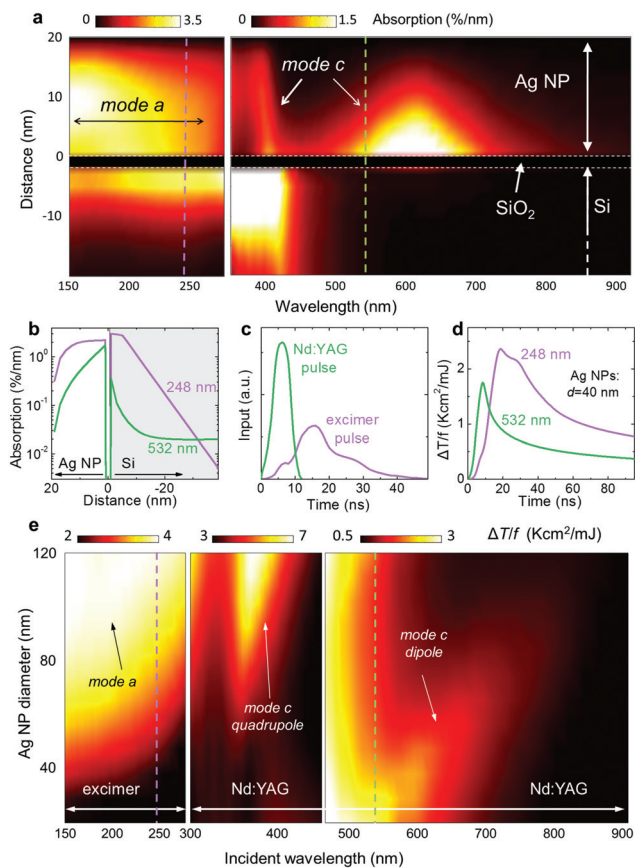 a
0 3.5 0 1.5 Absorption (%/nm)
20
10
0
-10
Distance (nm)
mode a
mode c
Ag NP
SiO2
Si
150 200 250 400 500 600 700 800 900
Wavelength (nm)
b
Absorption (%/nm)
10^0
10^-1
10^-2
248 nm
532 nm
Ag NP Si
20 0 -20
Distance (nm)
c
Input (a.u.)
Nd:YAG
pulse
excimer
pulse
0 10 20 30 40
Time (ns)
d
ΔT/f (Kcm²/mJ)
3
2
1
0
248 nm
Ag NPs:
d=40 nm
532 nm
0 20 40 60 80
Time (ns)
e
2 4 3 7 0.5 3 ΔT/f (Kcm²/mJ)
120
80
40
Ag NP diameter (nm)
mode a
mode c
quadrupole
mode c
dipole
excimer Nd:YAG Nd:YAG
150 200 250 300 400 500 600 700 800 900
Incident wavelength (nm)